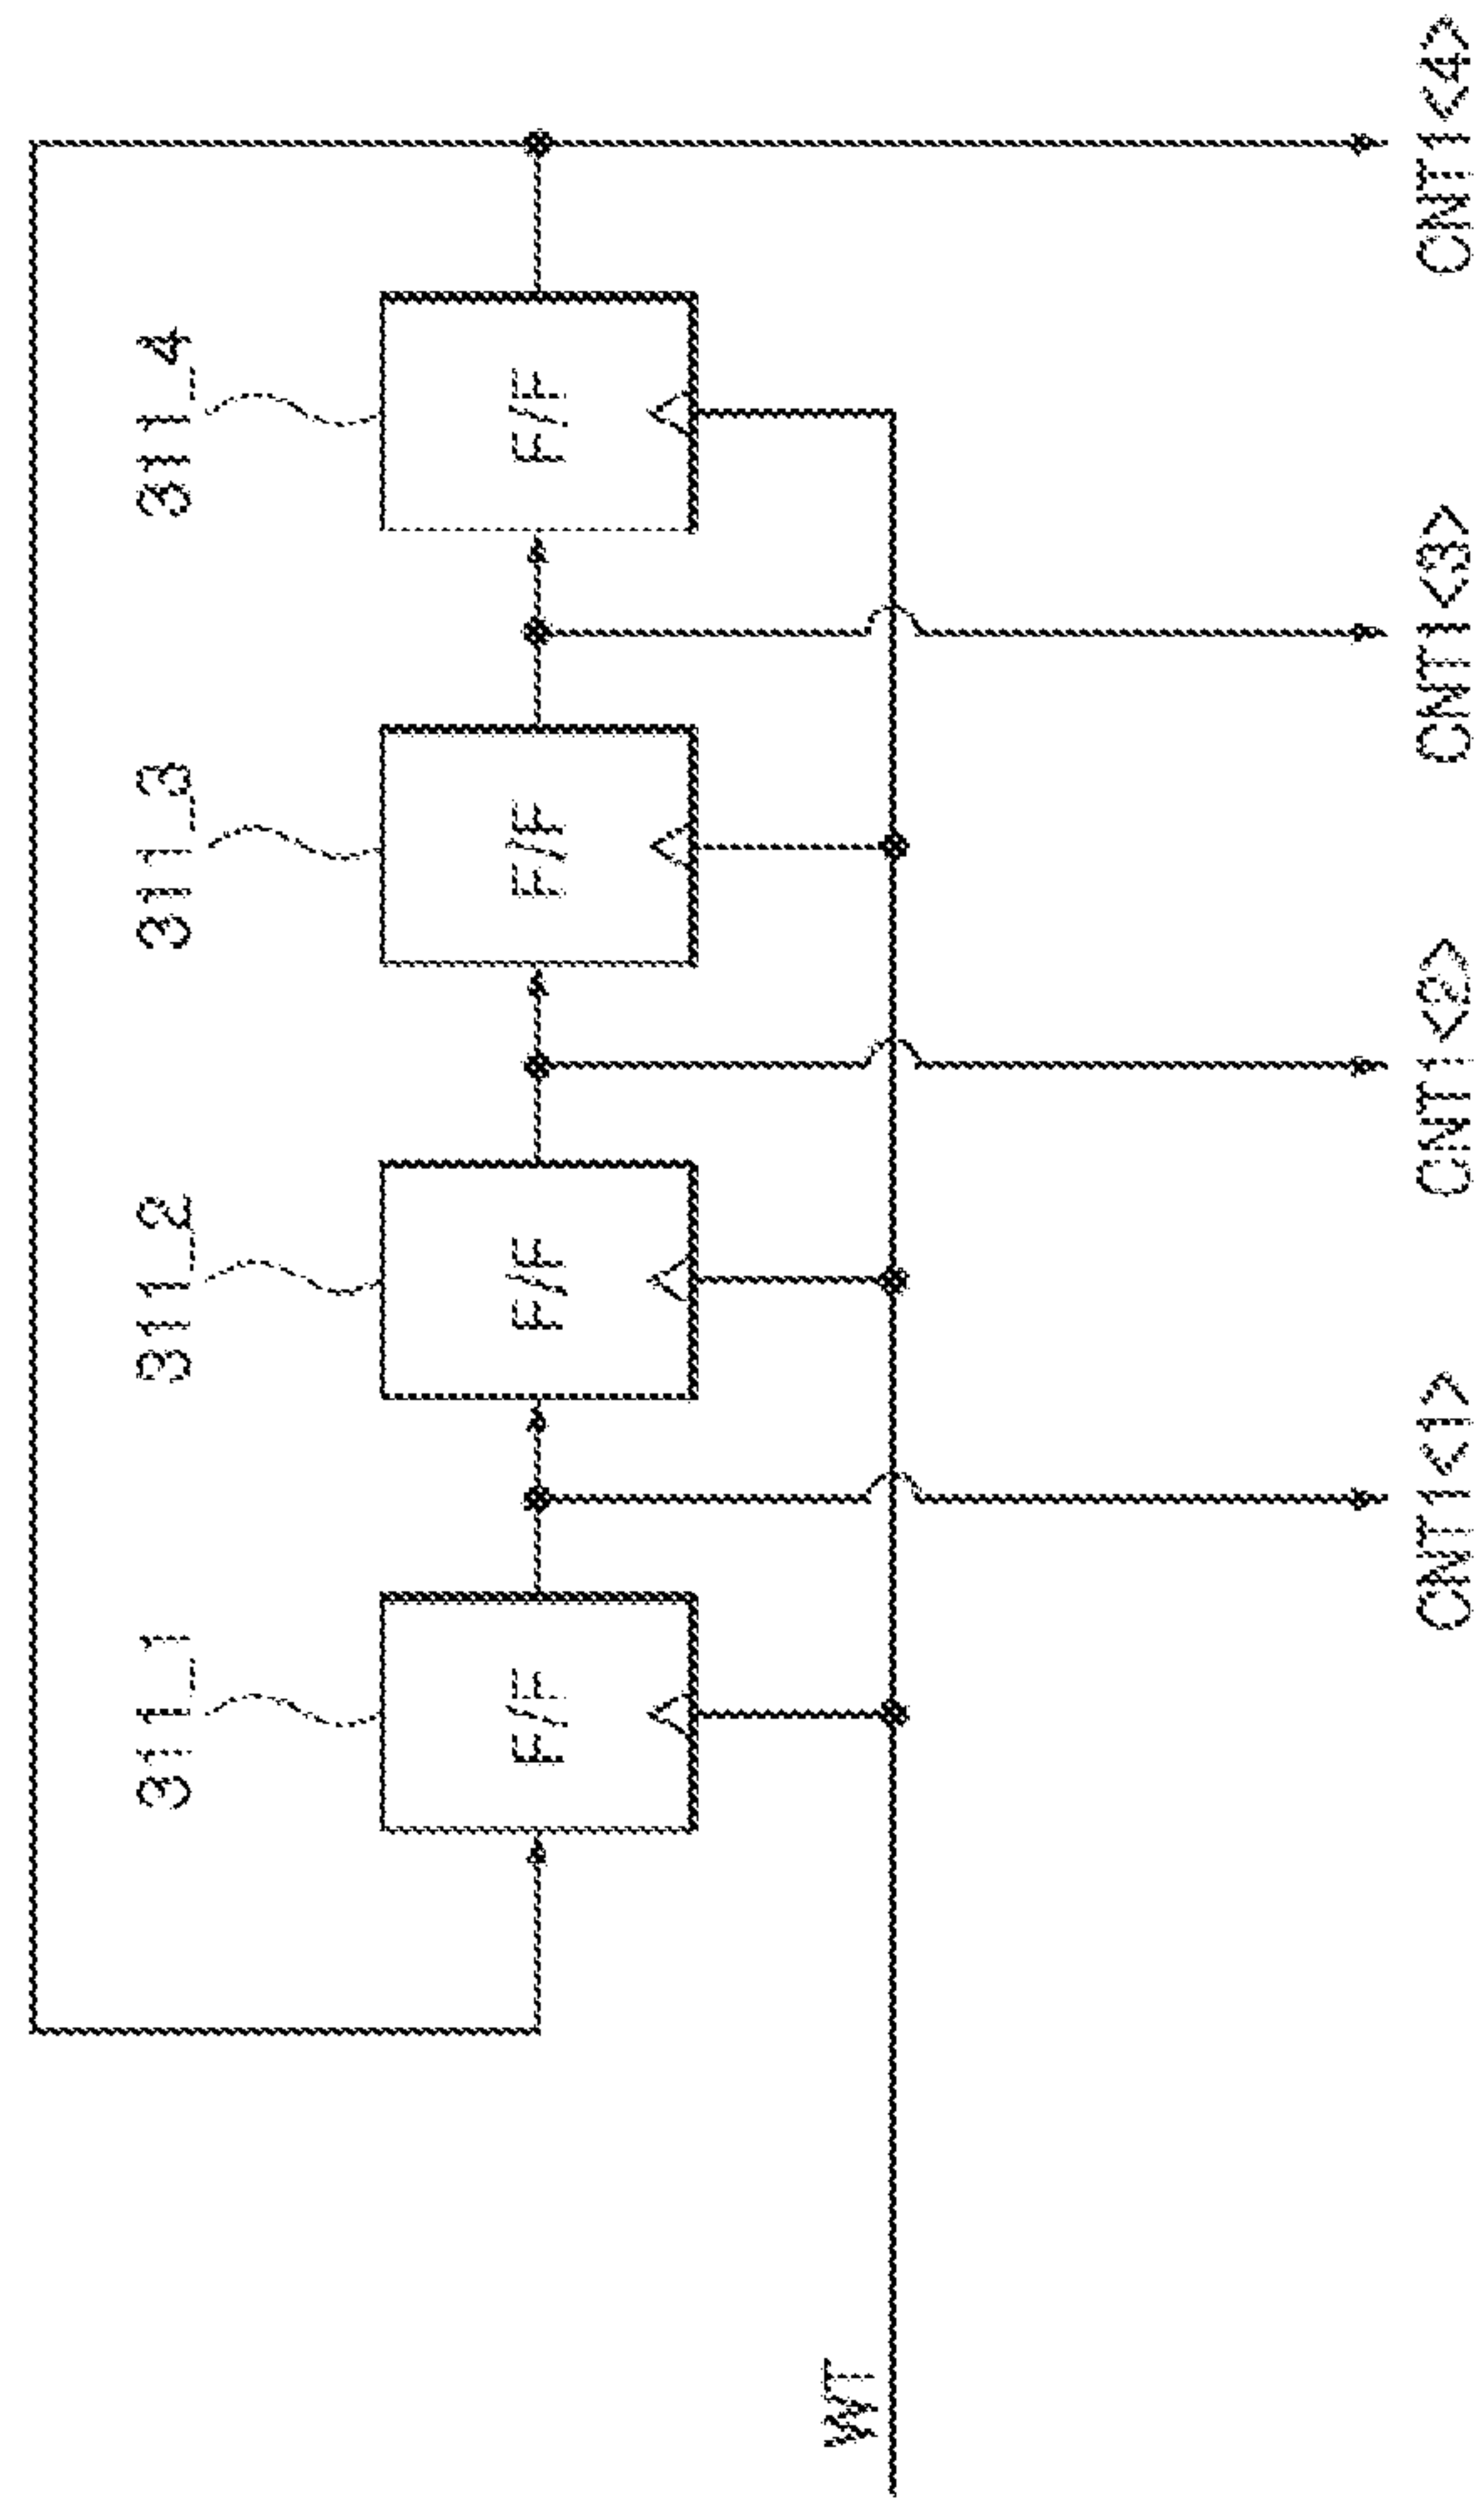 311_1
311_2
311_3
311_4
F/F
F/F
F/F
F/F
WT
CNT1<1>
CNT1<2>
CNT1<3>
CNT1<4>